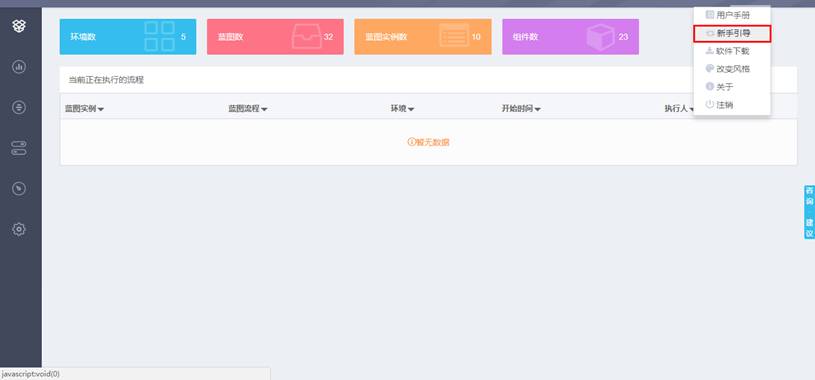 环境数 5
蓝图数 32
蓝图实例数 10
组件数 23
用户手册
新手引导
软件下载
改变风格
关于
注销
当前正在执行的流程
蓝图实例 蓝图流程 环境 开始时间 执行人
暂无数据
咨询·建议
javascript:void(0)